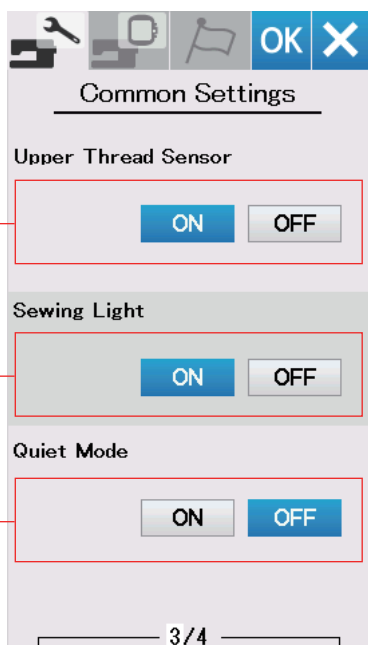 OK
Common Settings
Upper Thread Sensor
ON OFF
Sewing Light
ON OFF
Quiet Mode
ON OFF
3/4